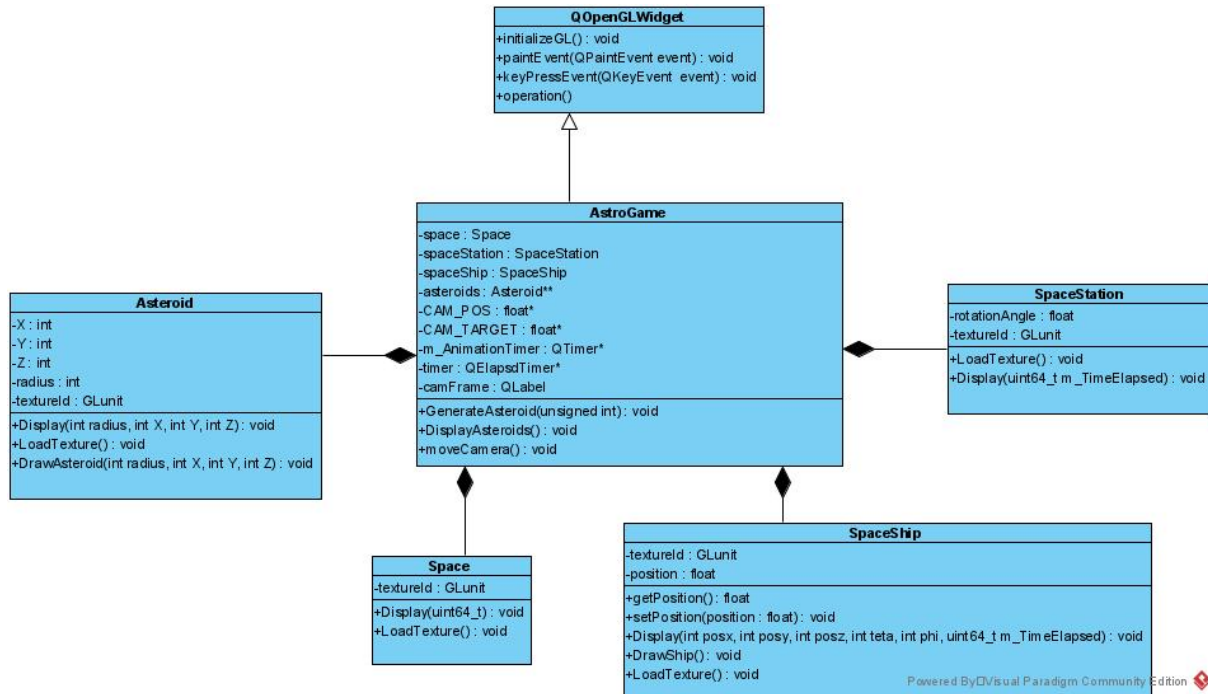 QOpenGLWidget
+initializeGL() : void
+paintEvent(QPaintEvent event) : void
+keyPressEvent(QKeyEvent event) : void
+operation()
AstroGame
-space : Space
-spaceStation : SpaceStation
-spaceShip : SpaceShip
-asteroids : Asteroid**
-CAM_POS : float*
-CAM_TARGET : float*
-m_AnimationTimer : QTimer*
-timer : QElapsdTimer*
-camFrame : QLabel
+GenerateAsteroid(unsigned int) : void
+DisplayAsteroids() : void
+moveCamera() : void
Asteroid
-X : int
-Y : int
-Z : int
-radius : int
-textureId : GLunit
+Display(int radius, int X, int Y, int Z) : void
+LoadTexture() : void
+DrawAsteroid(int radius, int X, int Y, int Z) : void
SpaceStation
-rotationAngle : float
-textureId : GLunit
+LoadTexture() : void
+Display(uint64_t m_TimeElapsed) : void
Space
-textureId : GLunit
+Display(uint64_t) : void
+LoadTexture() : void
SpaceShip
-textureId : GLunit
-position : float
+getPosition() : float
+setPosition(position : float) : void
+Display(int posx, int posy, int posz, int teta, int phi, uint64_t m_TimeElapsed) : void
+DrawShip() : void
+LoadTexture() : void
Powered By□Visual Paradigm Community Edition